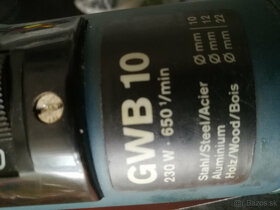 GWB 10
230 W · 650 ¹/min
Ø mm 10
Ø mm 12
Ø mm 22
Stahl/Steel/Acier
Aluminium
Holz/Wood/Bois
Bazos.sk